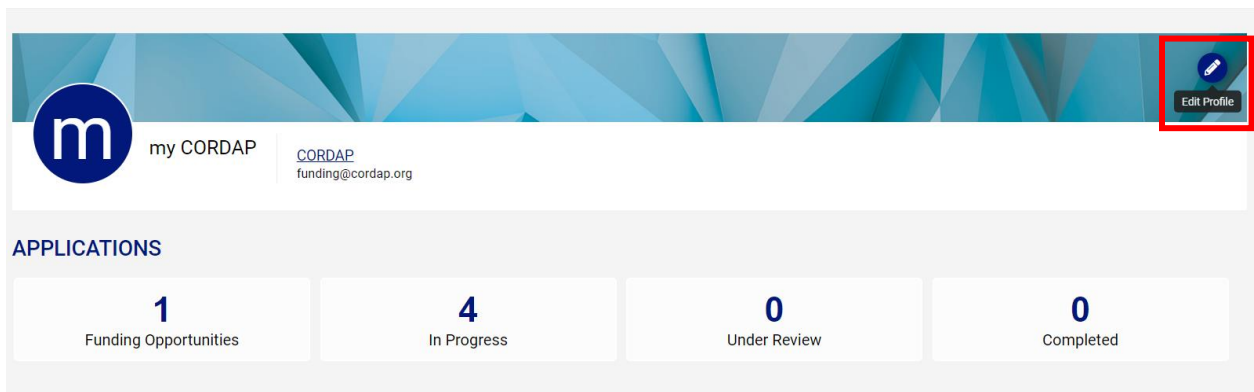 Edit Profile
m
my CORDAP
CORDAP
funding@cordap.org
APPLICATIONS
1
Funding Opportunities
4
In Progress
0
Under Review
0
Completed